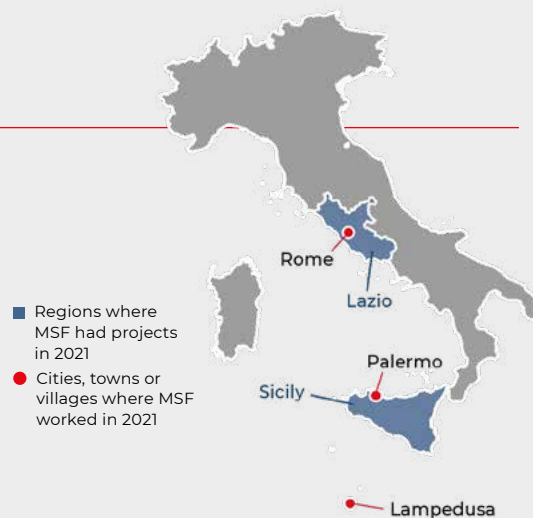 Rome
Lazio
Regions where
MSF had projects
in 2021
Cities, towns or
villages where MSF
worked in 2021
Palermo
Sicily
Lampedusa